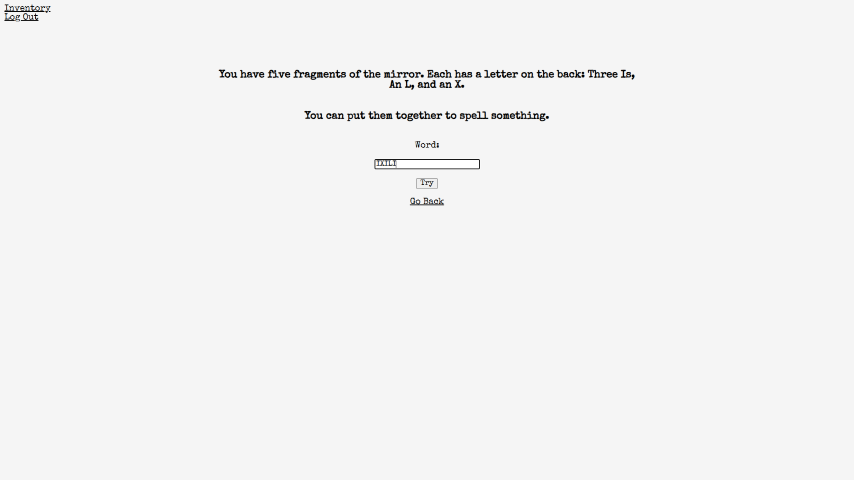 Inventory
Log Out
You have five fragments of the mirror. Each has a letter on the back: Three Is,
An L, and an X.
You can put them together to spell something.
Word:
IXILI
Try
Go Back